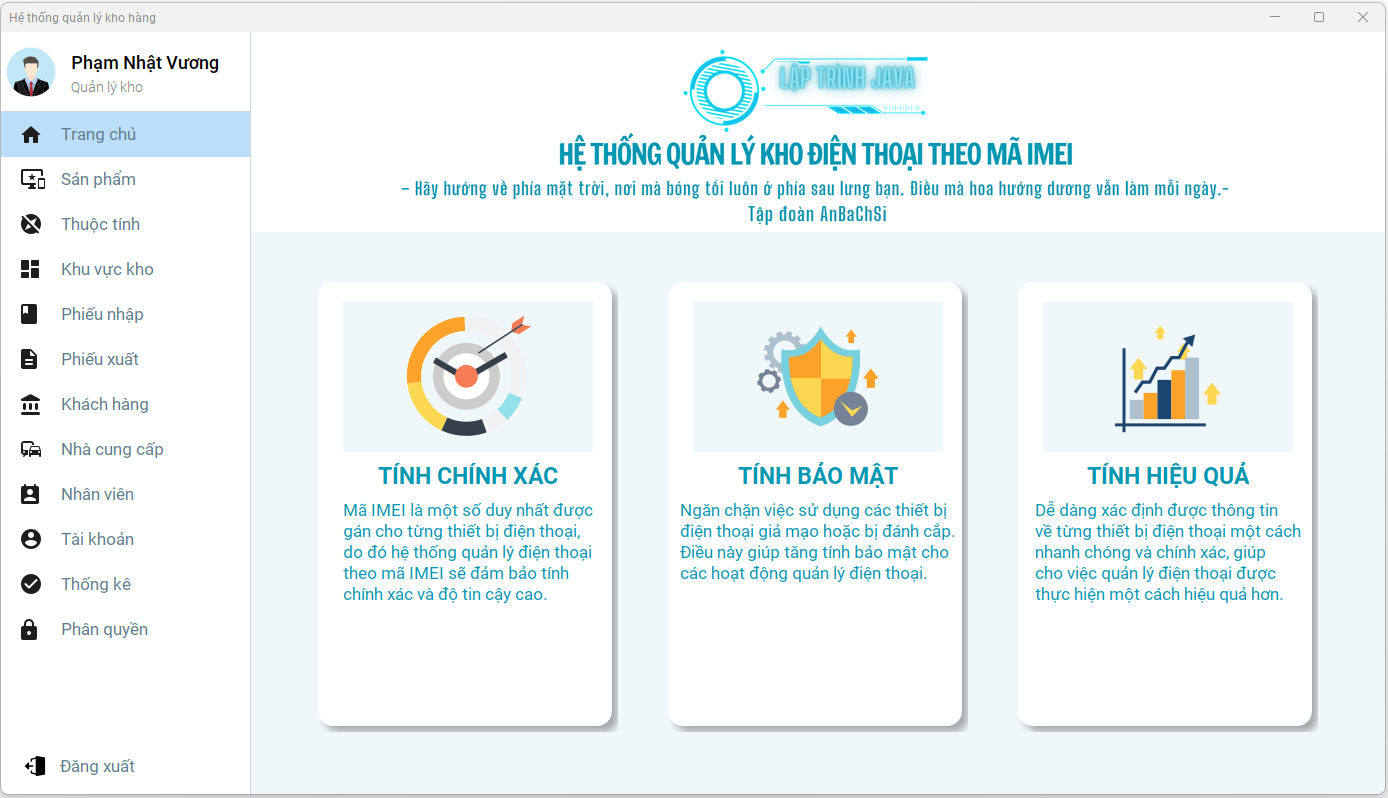 Hệ thống quản lý kho hàng
Phạm Nhật Vương
Quản lý kho
Trang chủ
Sản phẩm
Thuộc tính
Khu vực kho
Phiếu nhập
Phiếu xuất
Khách hàng
Nhà cung cấp
Nhân viên
Tài khoản
Thống kê
Phân quyền
Đăng xuất
LẬP TRÌNH JAVA
HỆ THỐNG QUẢN LÝ KHO ĐIỆN THOẠI THEO MÃ IMEI
– Hãy hướng về phía mặt trời, nơi mà bóng tối luôn ở phía sau lưng bạn. Điều mà hoa hướng dương vẫn làm mỗi ngày.-
Tập đoàn AnBaChSi
TÍNH CHÍNH XÁC
Mã IMEI là một số duy nhất được
gán cho từng thiết bị điện thoại,
do đó hệ thống quản lý điện thoại
theo mã IMEI sẽ đảm bảo tính
chính xác và độ tin cậy cao.
TÍNH BẢO MẬT
Ngăn chặn việc sử dụng các thiết bị
điện thoại giả mạo hoặc bị đánh cắp.
Điều này giúp tăng tính bảo mật cho
các hoạt động quản lý điện thoại.
TÍNH HIỆU QUẢ
Dễ dàng xác định được thông tin
về từng thiết bị điện thoại một cách
nhanh chóng và chính xác, giúp
cho việc quản lý điện thoại được
thực hiện một cách hiệu quả hơn.